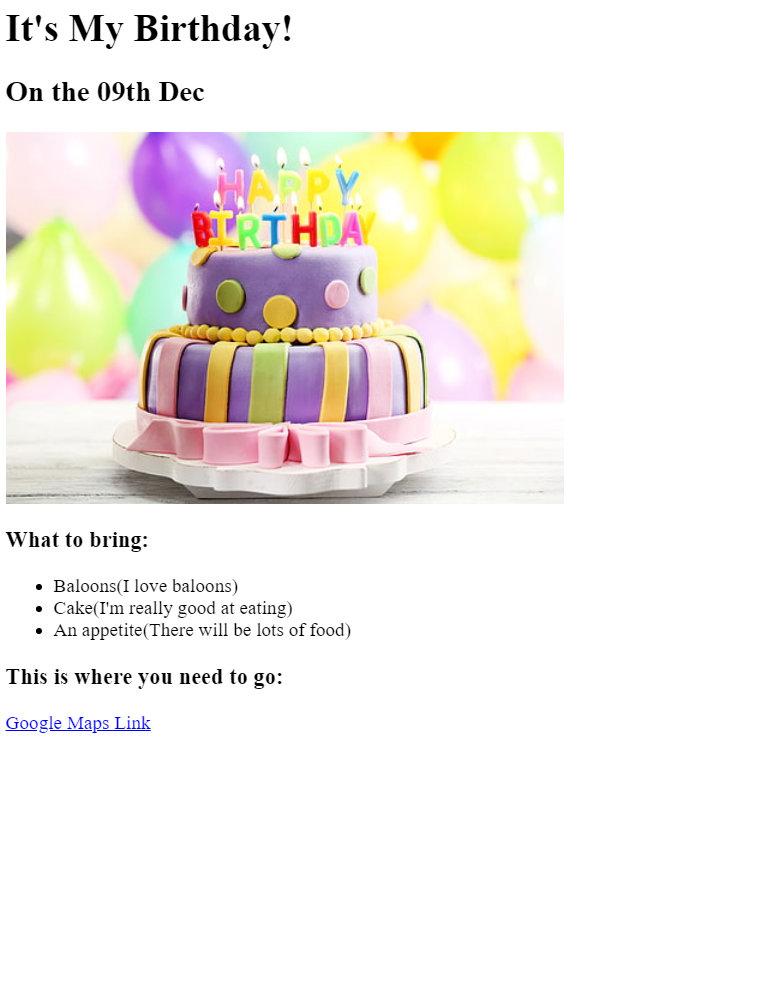 It's My Birthday!
On the 09th Dec
HAPPY
BIRTHDAY
What to bring:
Baloons(I love baloons)
Cake(I'm really good at eating)
An appetite(There will be lots of food)
This is where you need to go:
Google Maps Link